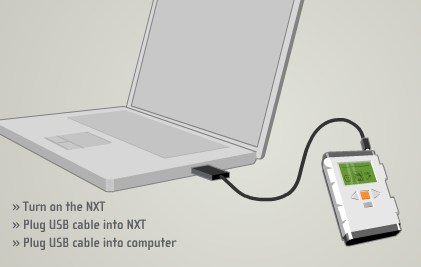 » Turn on the NXT
» Plug USB cable into NXT
» Plug USB cable into computer